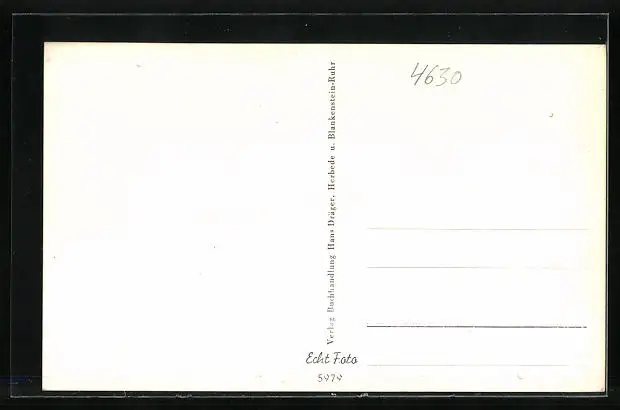 4630
Verlag Buchhandlung Hans Dräger, Herbede u. Blankenstein-Ruhr
Echt Foto
5979